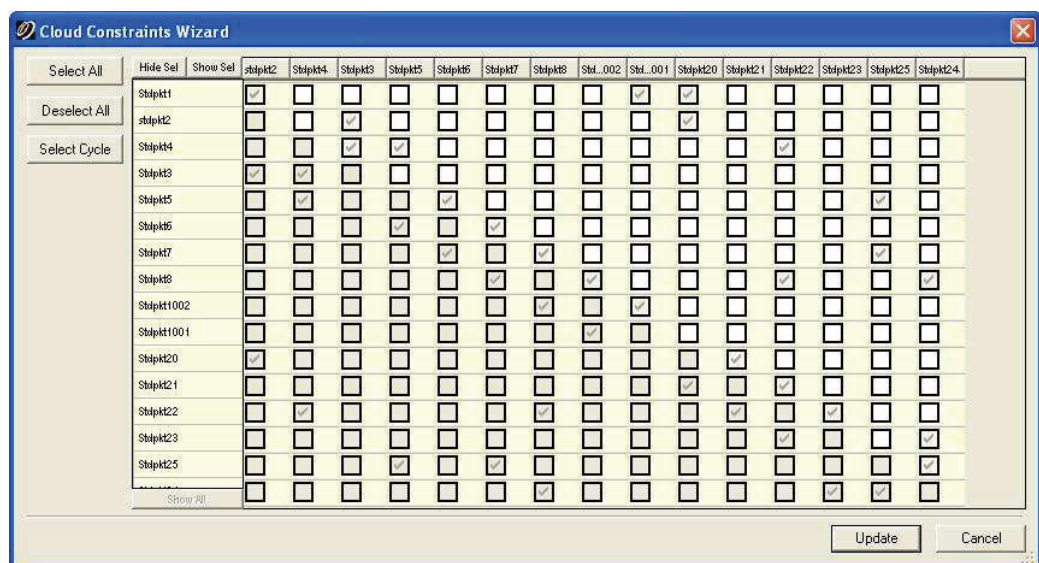 Cloud Constraints Wizard
Select All
Deselect All
Select Cycle
Hide Sel Show Sel stdpkt2 Stdpkt4 Stdpkt3 Stdpkt5 Stdpkt6 Stdpkt7 Stdpkt8 Std...002 Std...001 Stdpkt20 Stdpkt21 Stdpkt22 Stdpkt23 Stdpkt25 Stdpkt24
Stdpkt1
stdpkt2
Stdpkt4
Stdpkt3
Stdpkt5
Stdpkt6
Stdpkt7
Stdpkt8
Stdpkt1002
Stdpkt1001
Stdpkt20
Stdpkt21
Stdpkt22
Stdpkt23
Stdpkt25
Show All
Update Cancel